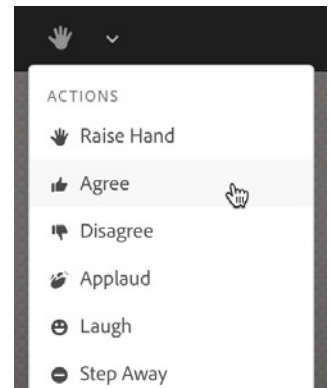 ACTIONS
Raise Hand
Agree
Disagree
Applaud
Laugh
Step Away